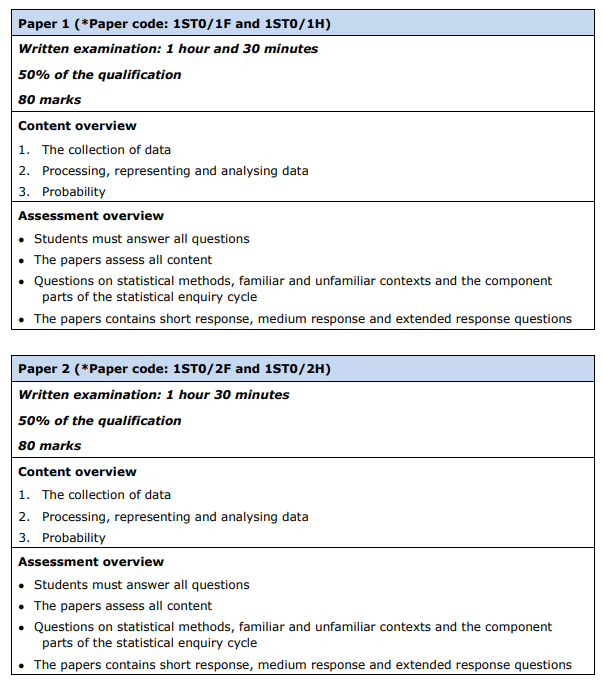 Paper 1 (*Paper code: 1ST0/1F and 1ST0/1H)
Written examination: 1 hour and 30 minutes
50% of the qualification
80 marks
Content overview
1. The collection of data
2. Processing, representing and analysing data
3. Probability
Assessment overview
● Students must answer all questions
● The papers assess all content
● Questions on statistical methods, familiar and unfamiliar contexts and the component
parts of the statistical enquiry cycle
● The papers contains short response, medium response and extended response questions
Paper 2 (*Paper code: 1ST0/2F and 1ST0/2H)
Written examination: 1 hour 30 minutes
50% of the qualification
80 marks
Content overview
1. The collection of data
2. Processing, representing and analysing data
3. Probability
Assessment overview
● Students must answer all questions
● The papers assess all content
● Questions on statistical methods, familiar and unfamiliar contexts and the component
parts of the statistical enquiry cycle
● The papers contains short response, medium response and extended response questions